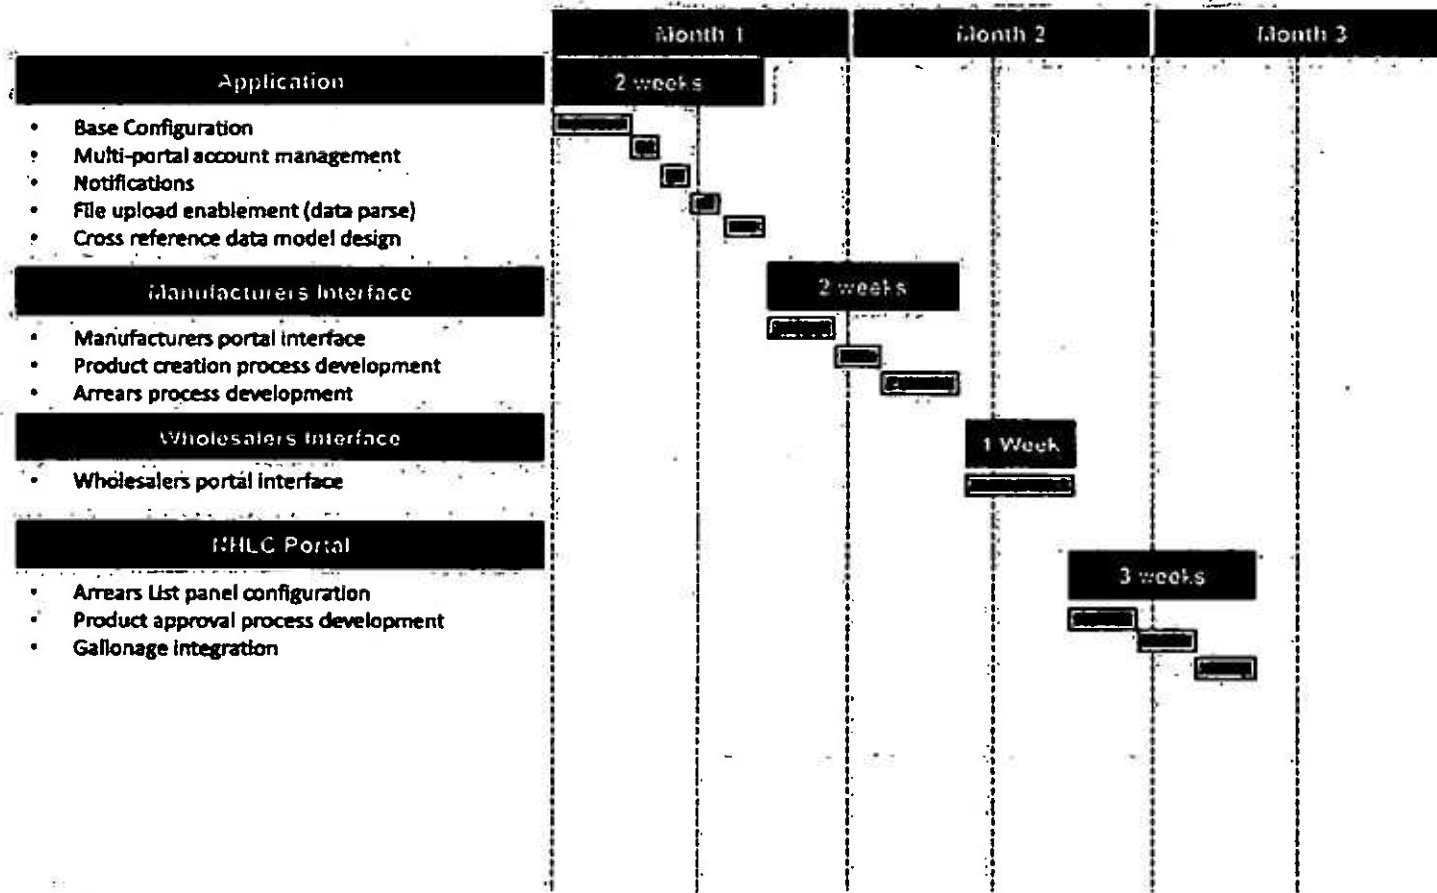 Month 1
Month 2
Month 3
Application
2 weeks
• Base Configuration
• Multi-portal account management
• Notifications
• File upload enablement (data parse)
• Cross reference data model design
Manufacturers Interface
2 weeks
• Manufacturers portal interface
• Product creation process development
• Arrears process development
Wholesalers Interface
1 Week
• Wholesalers portal interface
NHLC Portal
3 weeks
• Arrears List panel configuration
• Product approval process development
• Gallonage integration